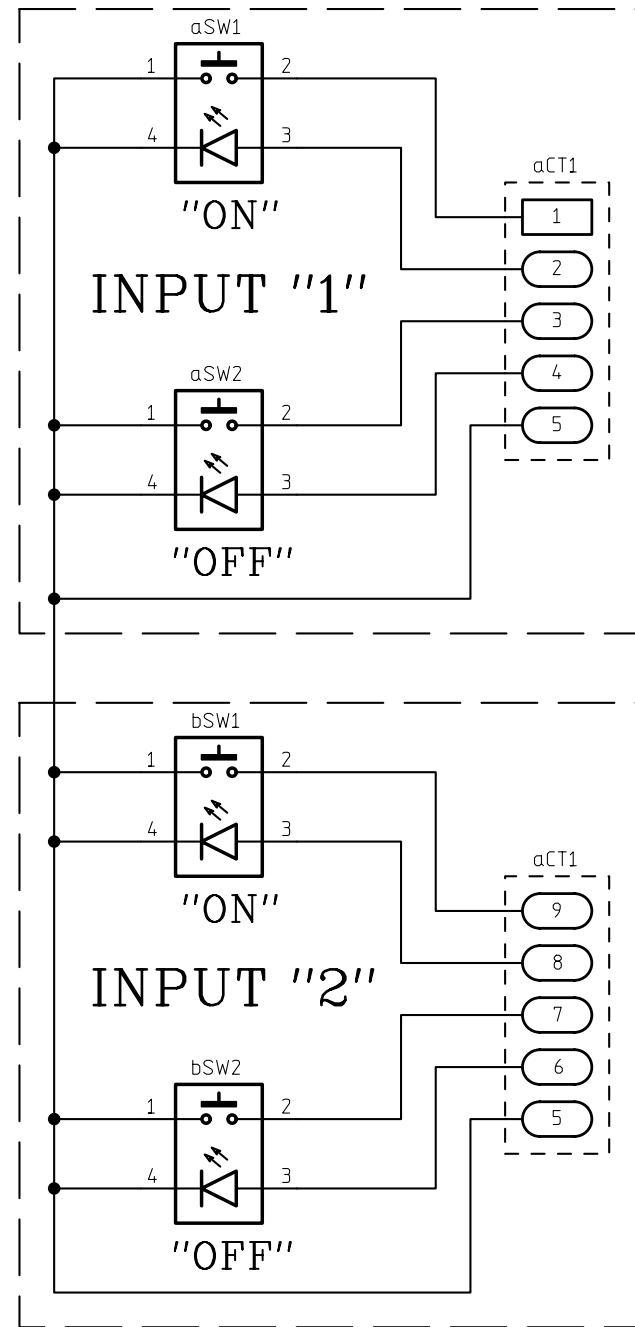 aSW1
1 2
4 3
"ON"
aCT1
1
2
3
4
5
INPUT "1"
aSW2
1 2
4 3
"OFF"
bSW1
1 2
4 3
"ON"
aCT1
9
8
7
6
5
INPUT "2"
bSW2
1 2
4 3
"OFF"